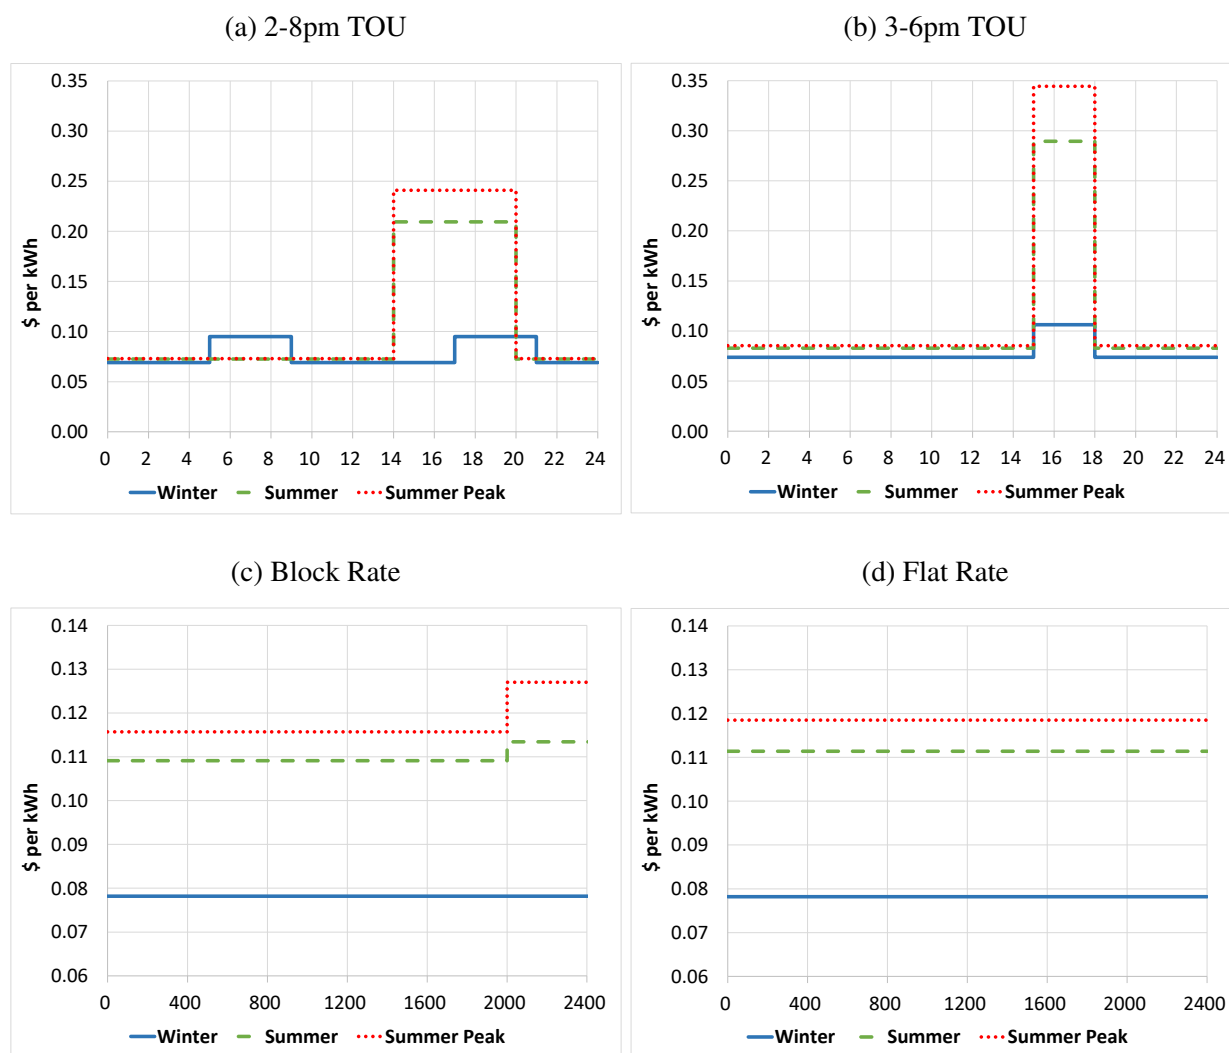 (a) 2-8pm TOU
0.35
0.30
0.25
0.20
0.15
0.10
0.05
0.00
$ per kWh
0 2 4 6 8 10 12 14 16 18 20 22 24
Winter Summer Summer Peak
(b) 3-6pm TOU
0.35
0.30
0.25
0.20
0.15
0.10
0.05
0.00
$ per kWh
0 2 4 6 8 10 12 14 16 18 20 22 24
Winter Summer Summer Peak
(c) Block Rate
0.14
0.13
0.12
0.11
0.10
0.09
0.08
0.07
0.06
$ per kWh
0 400 800 1200 1600 2000 2400
Winter Summer Summer Peak
(d) Flat Rate
0.14
0.13
0.12
0.11
0.10
0.09
0.08
0.07
0.06
$ per kWh
0 400 800 1200 1600 2000 2400
Winter Summer Summer Peak